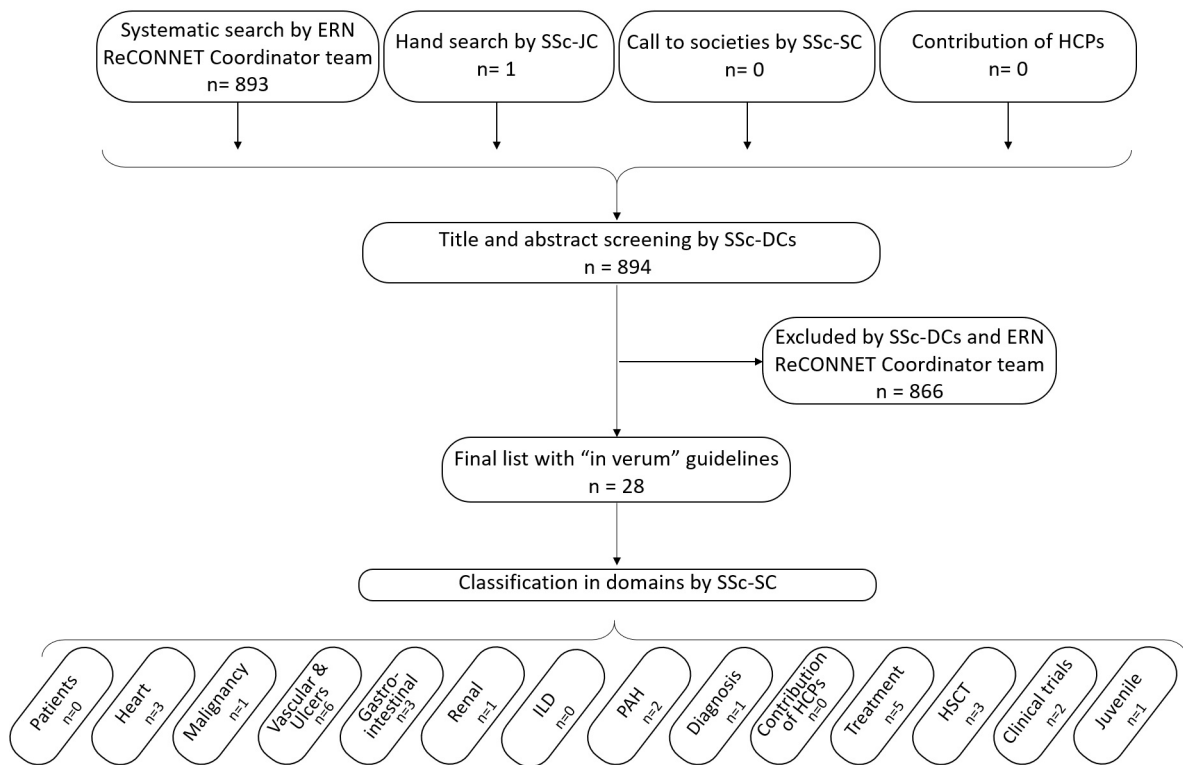 Systematic search by ERN
ReCONNET Coordinator team
n= 893
Hand search by SSc-JC
n= 1
Call to societies by SSc-SC
n= 0
Contribution of HCPs
n= 0
Title and abstract screening by SSc-DCs
n = 894
Excluded by SSc-DCs and ERN
ReCONNET Coordinator team
n = 866
Final list with “in verum” guidelines
n = 28
Classification in domains by SSc-SC
Patients
n=0
Heart
n=3
Malignancy
n=1
Vascular &
Ulcers
n=6
Gastro-
intestinal
n=3
Renal
n=1
ILD
n=0
PAH
n=2
Diagnosis
n=1
Contribution
of HCPs
n=0
Treatment
n=5
HSCT
n=3
Clinical trials
n=2
Juvenile
n=1